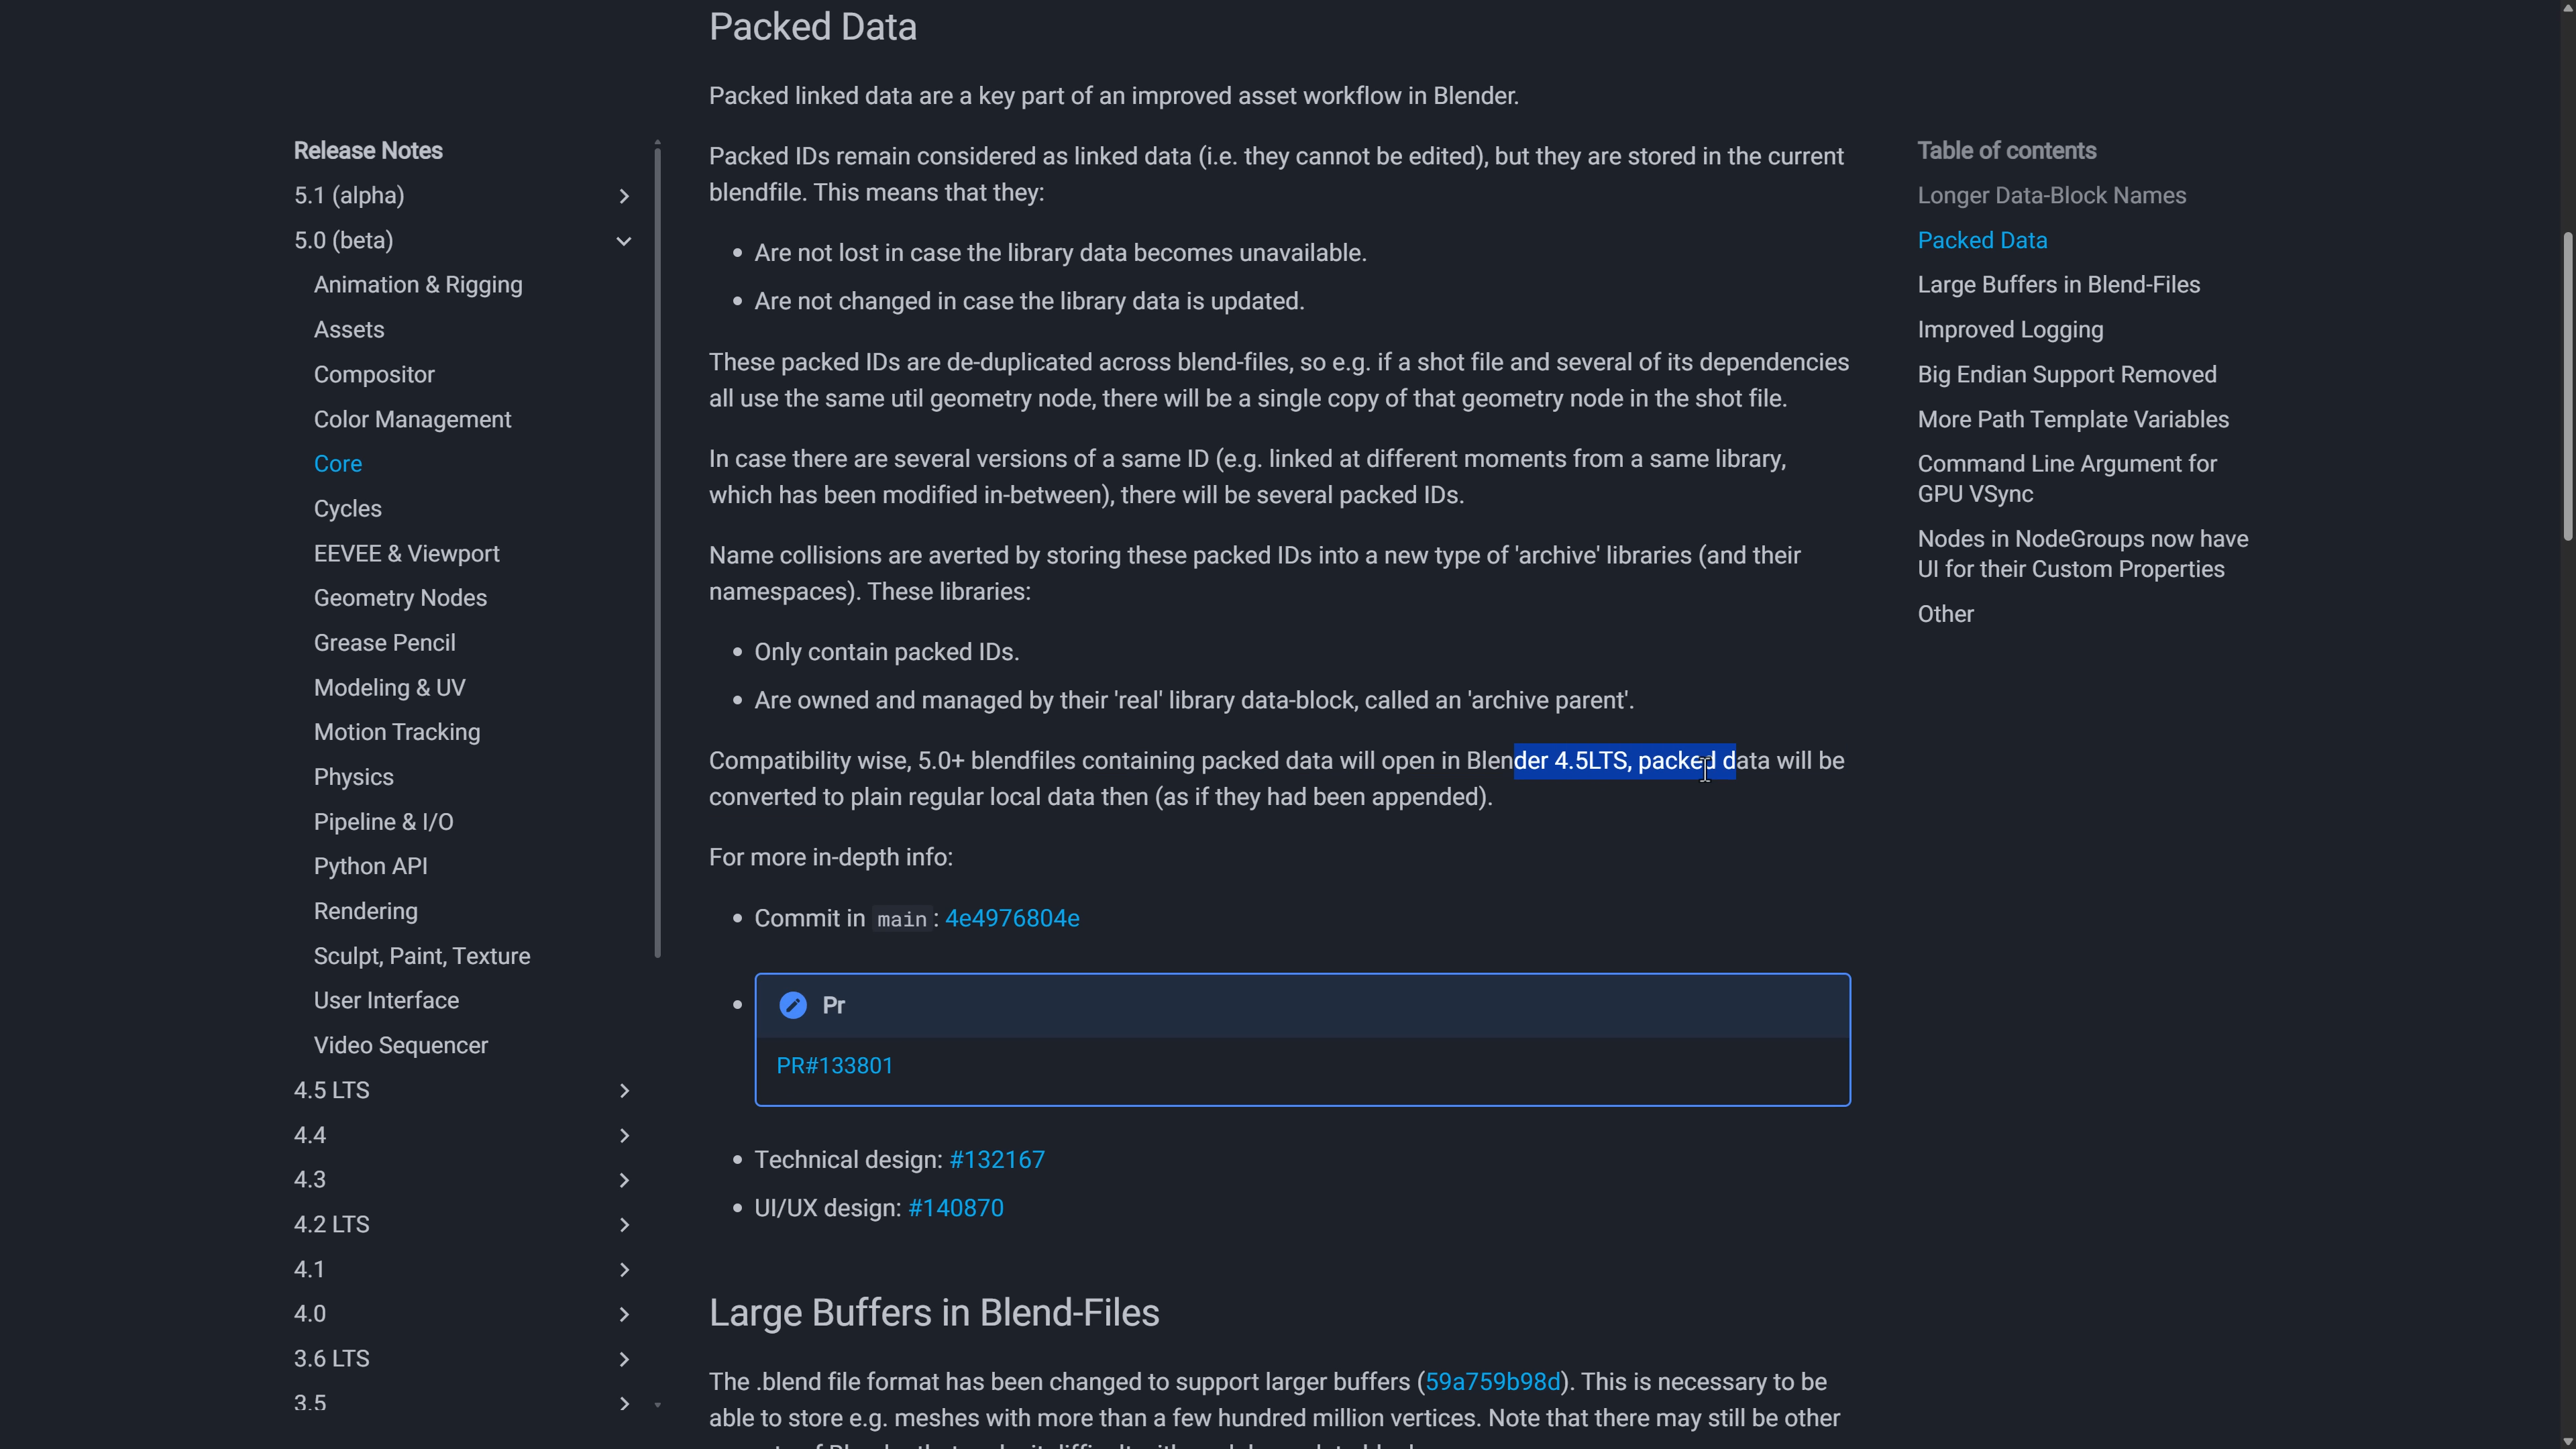 Packed Data
Packed linked data are a key part of an improved asset workflow in Blender.
Packed IDs remain considered as linked data (i.e. they cannot be edited), but they are stored in the current
blendfile. This means that they:
Are not lost in case the library data becomes unavailable.
Are not changed in case the library data is updated.
These packed IDs are de-duplicated across blend-files, so e.g. if a shot file and several of its dependencies
all use the same util geometry node, there will be a single copy of that geometry node in the shot file.
In case there are several versions of a same ID (e.g. linked at different moments from a same library,
which has been modified in-between), there will be several packed IDs.
Name collisions are averted by storing these packed IDs into a new type of 'archive' libraries (and their
namespaces). These libraries:
Only contain packed IDs.
Are owned and managed by their 'real' library data-block, called an 'archive parent'.
Compatibility wise, 5.0+ blendfiles containing packed data will open in Blender 4.5LTS, packed data will be
converted to plain regular local data then (as if they had been appended).
For more in-depth info:
Commit in main: 4e4976804e
Pr
PR#133801
Technical design: #132167
UI/UX design: #140870
Large Buffers in Blend-Files
The .blend file format has been changed to support larger buffers (59a759b98d). This is necessary to be
able to store e.g. meshes with more than a few hundred million vertices. Note that there may still be other
Release Notes
5.1 (alpha)
5.0 (beta)
Animation & Rigging
Assets
Compositor
Color Management
Core
Cycles
EEVEE & Viewport
Geometry Nodes
Grease Pencil
Modeling & UV
Motion Tracking
Physics
Pipeline & I/O
Python API
Rendering
Sculpt, Paint, Texture
User Interface
Video Sequencer
4.5 LTS
4.4
4.3
4.2 LTS
4.1
4.0
3.6 LTS
3.5
Table of contents
Longer Data-Block Names
Packed Data
Large Buffers in Blend-Files
Improved Logging
Big Endian Support Removed
More Path Template Variables
Command Line Argument for
GPU VSync
Nodes in NodeGroups now have
UI for their Custom Properties
Other